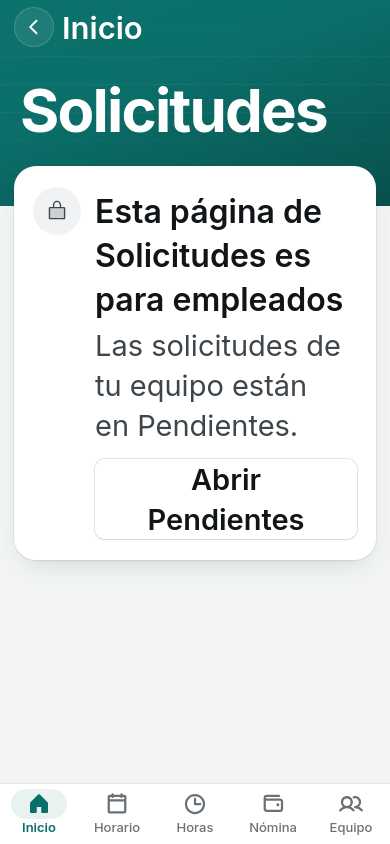 Inicio
Solicitudes
Esta página de
Solicitudes es
para empleados
Las solicitudes de
tu equipo están
en Pendientes.
Abrir
Pendientes
Inicio
Horario
Horas
Nómina
Equipo